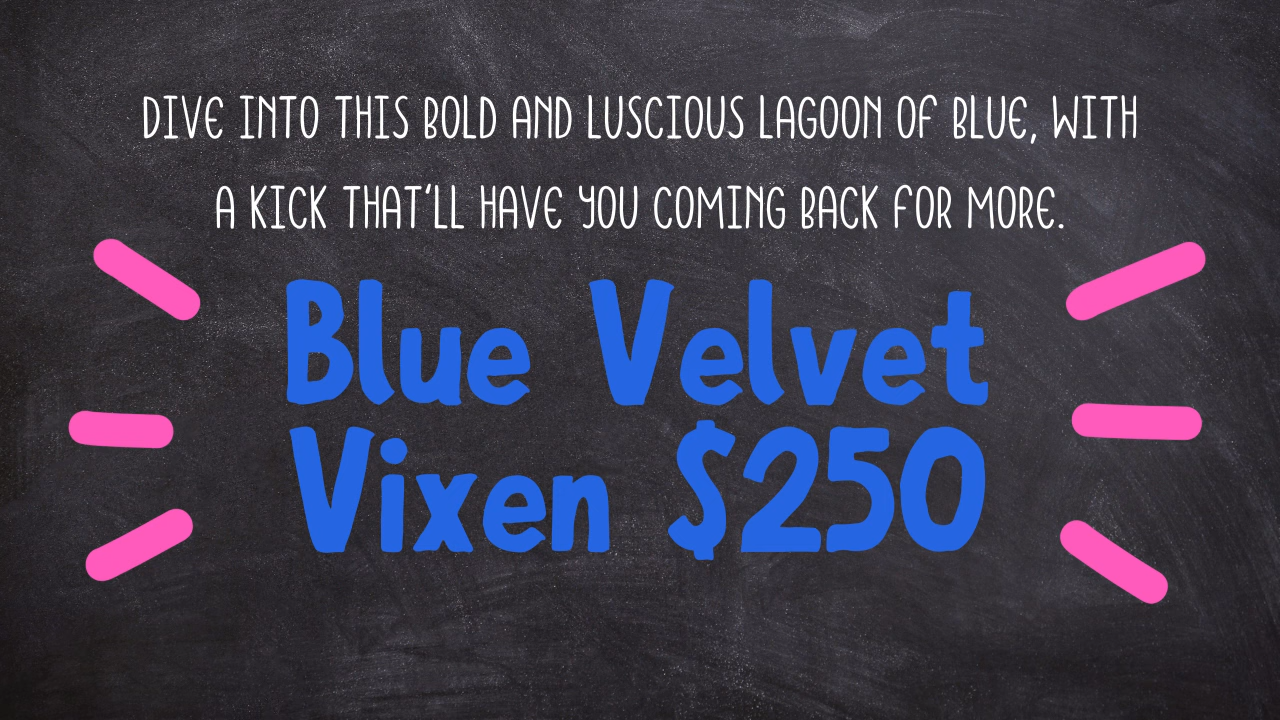 DIVE INTO THIS BOLD AND LUSCIOUS LAGOON OF BLUE, WITH
A KICK THAT'LL HAVE YOU COMING BACK FOR MORE.
Blue Velvet
Vixen $250